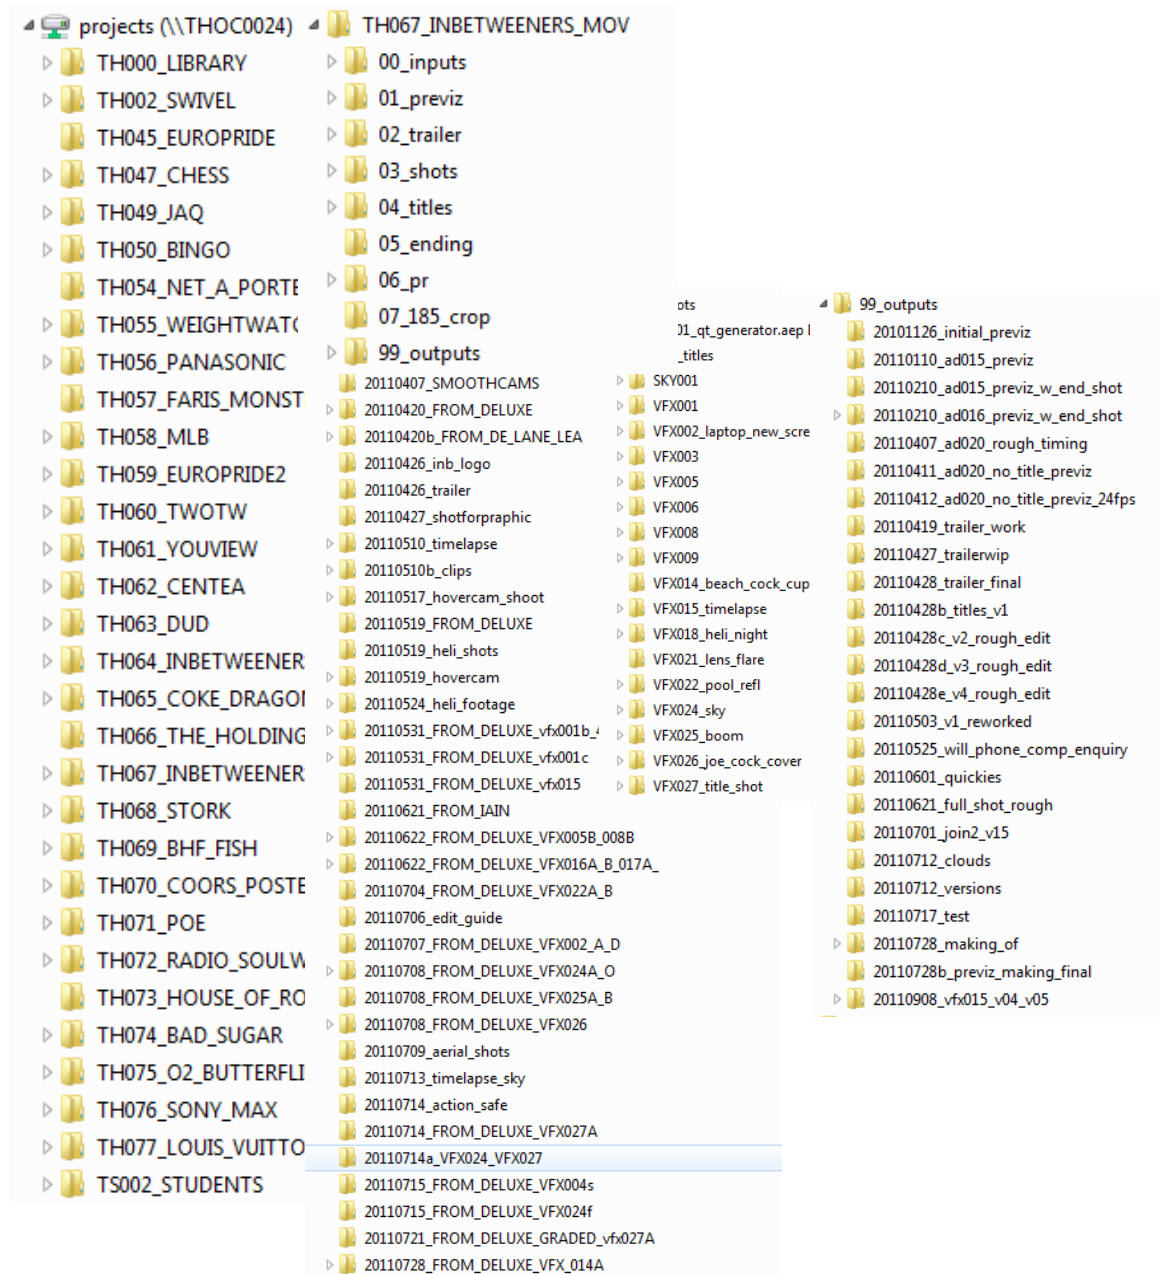 projects (\\THOC0024)
TH000_LIBRARY
TH002_SWIVEL
TH045_EUROPRIDE
TH047_CHESS
TH049_JAQ
TH050_BINGO
TH054_NET_A_PORTE
TH055_WEIGHTWATC
TH056_PANASONIC
TH057_FARIS_MONST
TH058_MLB
TH059_EUROPRIDE2
TH060_TWOTW
TH061_YOUVIEW
TH062_CENTEA
TH063_DUD
TH064_INBETWEENER
TH065_COKE_DRAGO
TH066_THE_HOLDING
TH067_INBETWEENER
TH068_STORK
TH069_BHF_FISH
TH070_COORS_POSTE
TH071_POE
TH072_RADIO_SOULW
TH073_HOUSE_OF_RO
TH074_BAD_SUGAR
TH075_O2_BUTTERFLI
TH076_SONY_MAX
TH077_LOUIS_VUITTO
TS002_STUDENTS
TH067_INBETWEENERS_MOV
00_inputs
01_previz
02_trailer
03_shots
04_titles
05_ending
06_pr
07_185_crop
99_outputs
20110407_SMOOTHCAMS
20110420_FROM_DELUXE
20110420b_FROM_DE_LANE_LEA
20110426_inb_logo
20110426_trailer
20110427_shotforpraphic
20110510_timelapse
20110510b_clips
20110517_hovercam_shoot
20110519_FROM_DELUXE
20110519_heli_shots
20110519_hovercam
20110524_heli_footage
20110531_FROM_DELUXE_vfx001b_
20110531_FROM_DELUXE_vfx001c
20110531_FROM_DELUXE_vfx015
20110621_FROM_IAIN
20110622_FROM_DELUXE_VFX005B_008B
20110622_FROM_DELUXE_VFX016A_B_017A_
20110704_FROM_DELUXE_VFX022A_B
20110706_edit_guide
20110707_FROM_DELUXE_VFX002_A_D
20110708_FROM_DELUXE_VFX024A_O
20110708_FROM_DELUXE_VFX025A_B
20110708_FROM_DELUXE_VFX026
20110709_aerial_shots
20110713_timelapse_sky
20110714_action_safe
20110714_FROM_DELUXE_VFX027A
20110714a_VFX024_VFX027
20110715_FROM_DELUXE_VFX004s
20110715_FROM_DELUXE_VFX024f
20110721_FROM_DELUXE_GRADED_vfx027A
20110728_FROM_DELUXE_VFX_014A
ots
01_qt_generator.aep
_titles
SKY001
VFX001
VFX002_laptop_new_scre
VFX003
VFX005
VFX006
VFX008
VFX009
VFX014_beach_cock_cup
VFX015_timelapse
VFX018_heli_night
VFX021_lens_flare
VFX022_pool_refl
VFX024_sky
VFX025_boom
VFX026_joe_cock_cover
VFX027_title_shot
99_outputs
20101126_initial_previz
20110110_ad015_previz
20110210_ad015_previz_w_end_shot
20110210_ad016_previz_w_end_shot
20110407_ad020_rough_timing
20110411_ad020_no_title_previz
20110412_ad020_no_title_previz_24fps
20110419_trailer_work
20110427_trailerwip
20110428_trailer_final
20110428b_titles_v1
20110428c_v2_rough_edit
20110428d_v3_rough_edit
20110428e_v4_rough_edit
20110503_v1_reworked
20110525_will_phone_comp_enquiry
20110601_quickies
20110621_full_shot_rough
20110701_join2_v15
20110712_clouds
20110712_versions
20110717_test
20110728_making_of
20110728b_previz_making_final
20110908_vfx015_v04_v05